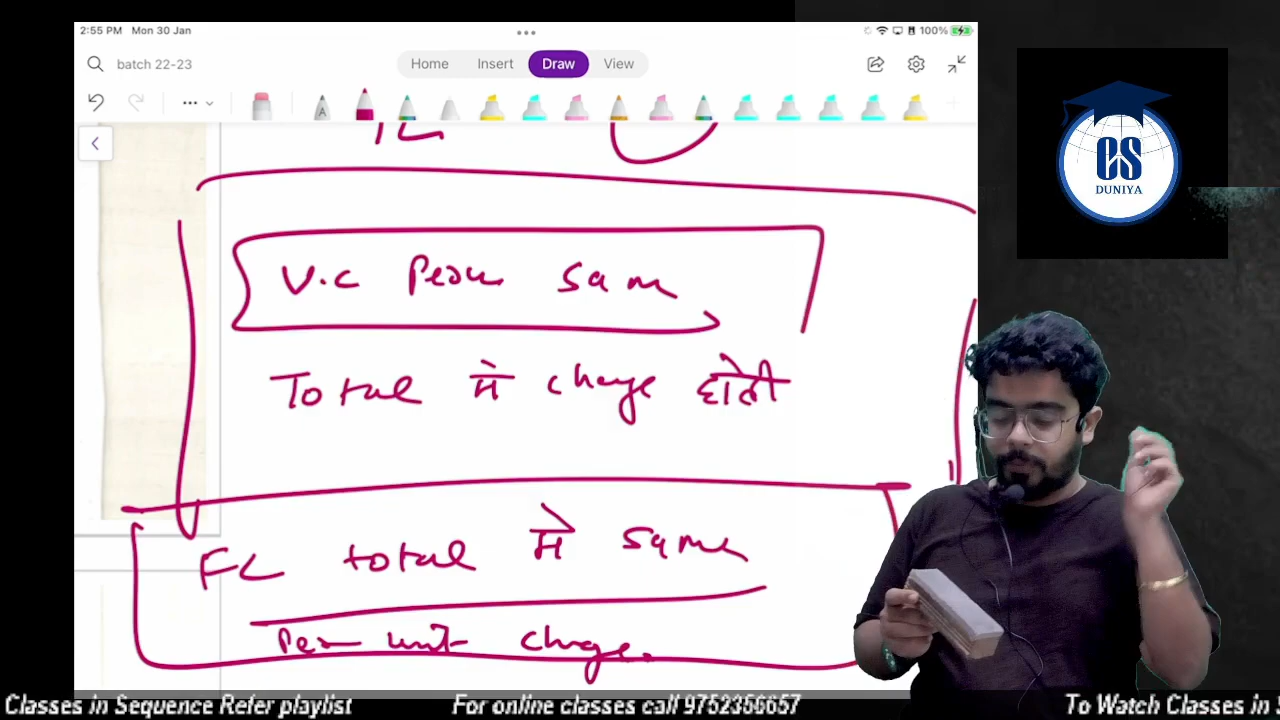 2:55 PM Mon 30 Jan
100%
batch 22-23
Home Insert Draw View
A
V.C Per Same
Total में change होती
FC total में same
Per unit change.
CS
DUNIYA
Classes in Sequence Refer playlist For online classes call 9752356657 To Watch Classes in S